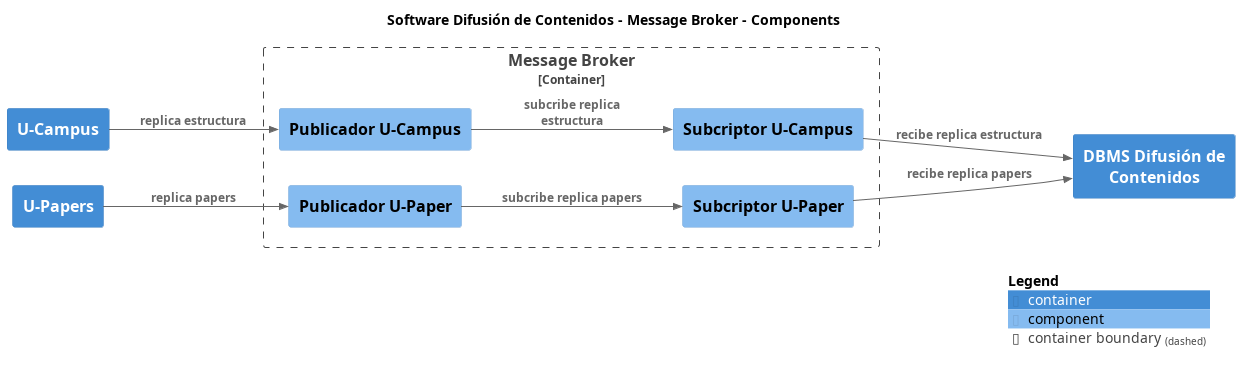 Software Difusión de Contenidos - Message Broker - Components
Message Broker
[Container]
U-Campus
replica estructura
Publicador U-Campus
subcribe replica
estructura
Subcriptor U-Campus
recibe replica estructura
U-Papers
replica papers
Publicador U-Paper
subcribe replica papers
Subcriptor U-Paper
recibe replica papers
DBMS Difusión de
Contenidos
Legend
container
component
container boundary (dashed)